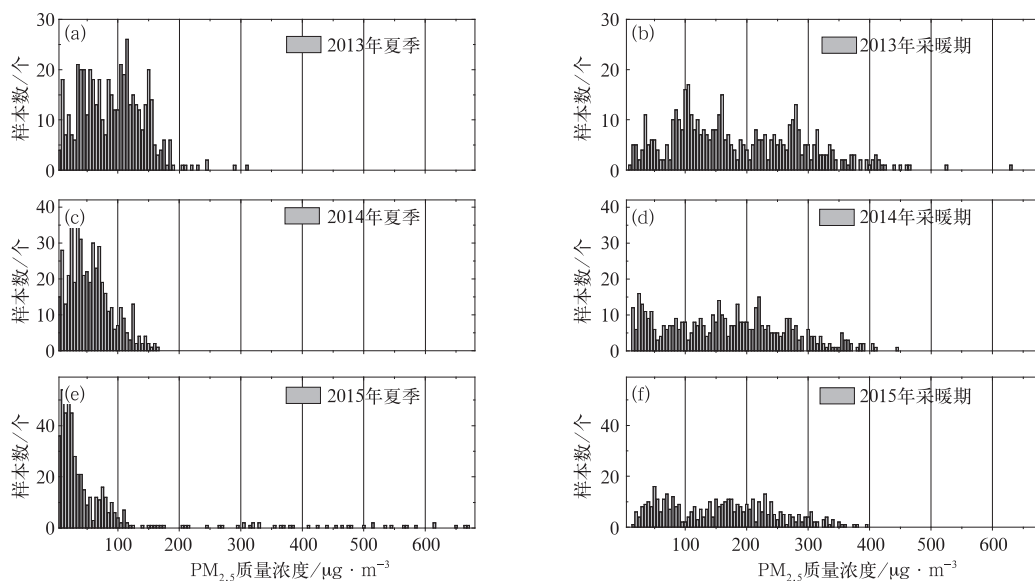 30 (a) 2013年夏季
20
10
0
样本数/个
30 (b) 2013年采暖期
20
10
0
样本数/个
40 (c) 2014年夏季
30
20
10
0
样本数/个
40 (d) 2014年采暖期
30
20
10
0
样本数/个
(e) 2015年夏季
40
20
0
样本数/个
100 200 300 400 500 600
PM2.5质量浓度/μg · m⁻³
(f) 2015年采暖期
40
20
0
样本数/个
100 200 300 400 500 600
PM2.5质量浓度/μg · m⁻³